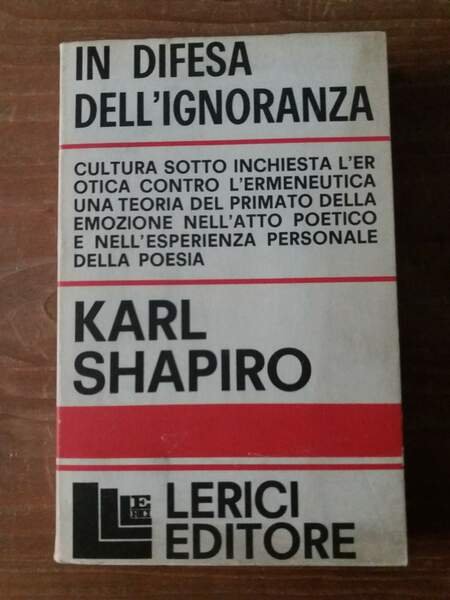 IN DIFESA
DELL'IGNORANZA
CULTURA SOTTO INCHIESTA L'ER
OTICA CONTRO L'ERMENEUTICA
UNA TEORIA DEL PRIMATO DELLA
EMOZIONE NELL'ATTO POETICO
E NELL'ESPERIENZA PERSONALE
DELLA POESIA
KARL
SHAPIRO
LERICI
LERICI
EDITORE